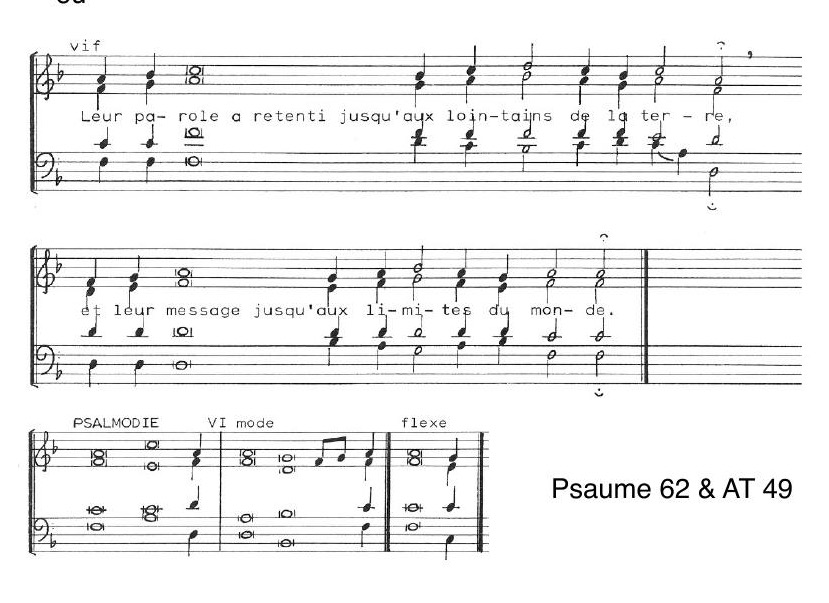 ou
vif
Leur pa- role a retenti jusqu'aux loin-tains de la ter - re,
et leur message jusqu'aux li-mi- tes du mon- de.
PSALMODIE VI mode flexe
Psaume 62 & AT 49